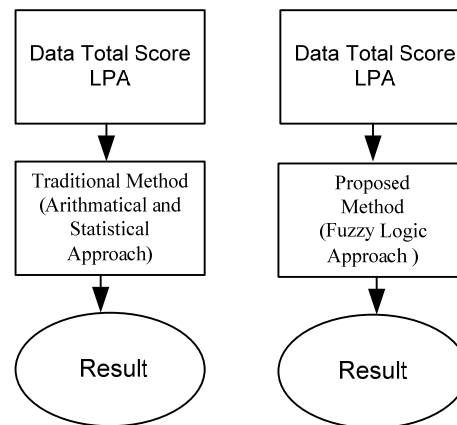 Data Total Score
LPA
Traditional Method
(Arithmatical and
Statistical
Approach)
Result
Data Total Score
LPA
Proposed
Method
(Fuzzy Logic
Approach )
Result